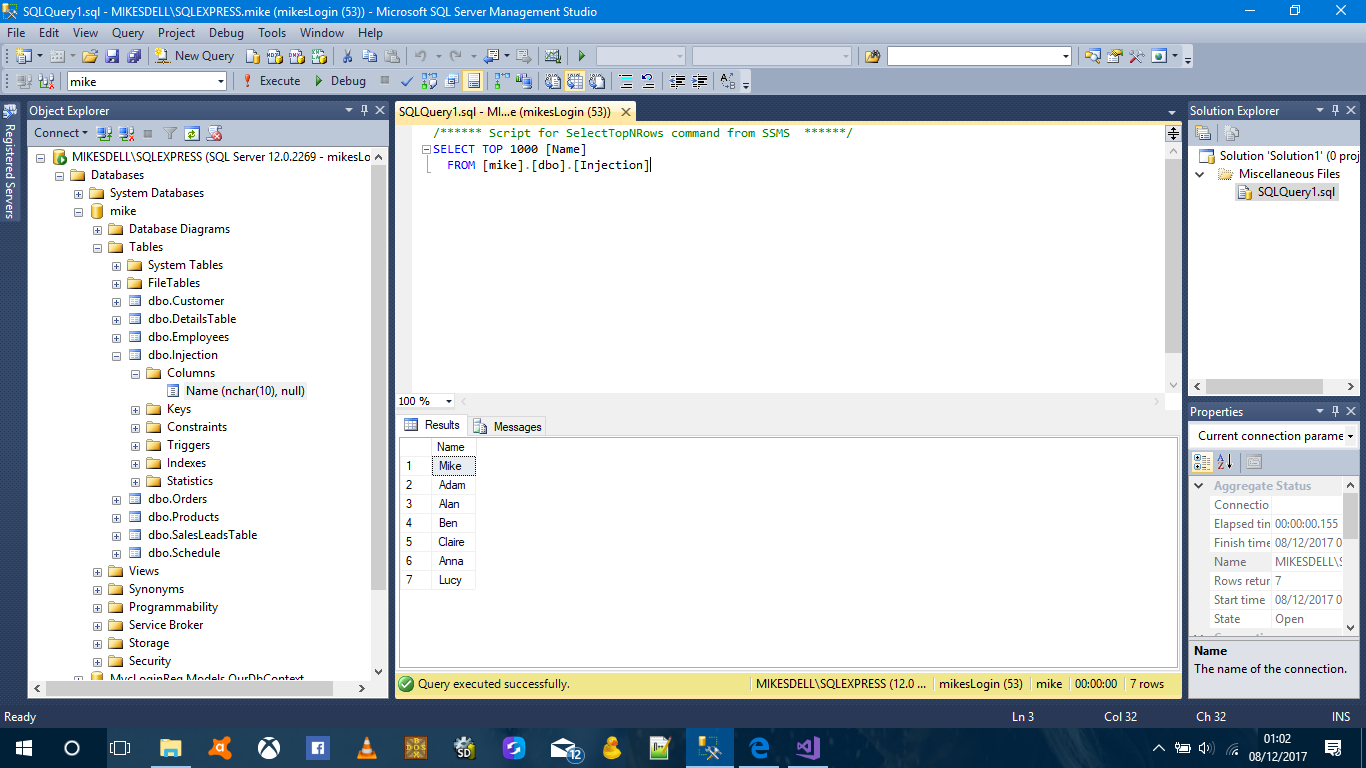 SQLQuery1.sql - MIKESDELL\SQLEXPRESS.mike (mikesLogin (53)) - Microsoft SQL Server Management Studio
File Edit View Query Project Debug Tools Window Help
New Query
mike Execute Debug
Registered Servers
Object Explorer
Connect
MIKESDELL\SQLEXPRESS (SQL Server 12.0.2269 - mikesLo
Databases
System Databases
mike
Database Diagrams
Tables
System Tables
FileTables
dbo.Customer
dbo.DetailsTable
dbo.Employees
dbo.Injection
Columns
Name (nchar(10), null)
Keys
Constraints
Triggers
Indexes
Statistics
dbo.Orders
dbo.Products
dbo.SalesLeadsTable
dbo.Schedule
Views
Synonyms
Programmability
Service Broker
Storage
Security
SQLQuery1.sql - MI...e (mikesLogin (53))
/****** Script for SelectTopNRows command from SSMS ******/
SELECT TOP 1000 [Name]
FROM [mike].[dbo].[Injection]
100 %
Results Messages
Name
1 Mike
2 Adam
3 Alan
4 Ben
5 Claire
6 Anna
7 Lucy
Query executed successfully. MIKESDELL\SQLEXPRESS (12.0 ... mikesLogin (53) mike 00:00:00 7 rows
Solution Explorer
Solution 'Solution1' (0 proj
Miscellaneous Files
SQLQuery1.sql
Properties
Current connection parame
Aggregate Status
Connectio
Elapsed tin 00:00:00.155
Finish time 08/12/2017 0
Name MIKESDELL\S
Rows retur 7
Start time 08/12/2017 0
State Open
Name
The name of the connection.
Ready Ln 3 Col 32 Ch 32 INS
12
SD
01:02
08/12/2017